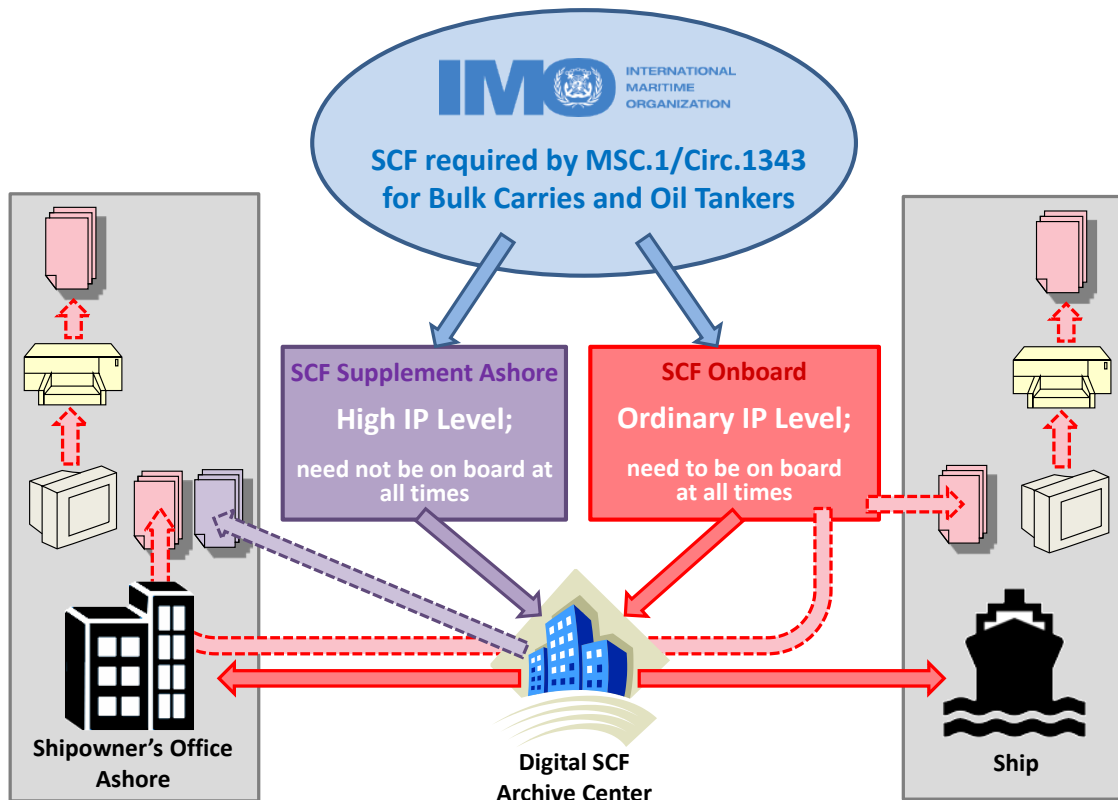 IMO
INTERNATIONAL
MARITIME
ORGANIZATION
SCF required by MSC.1/Circ.1343
for Bulk Carries and Oil Tankers
SCF Supplement Ashore
High IP Level;
need not be on board at
all times
SCF Onboard
Ordinary IP Level;
need to be on board
at all times
Shipowner's Office
Ashore
Digital SCF
Archive Center
Ship